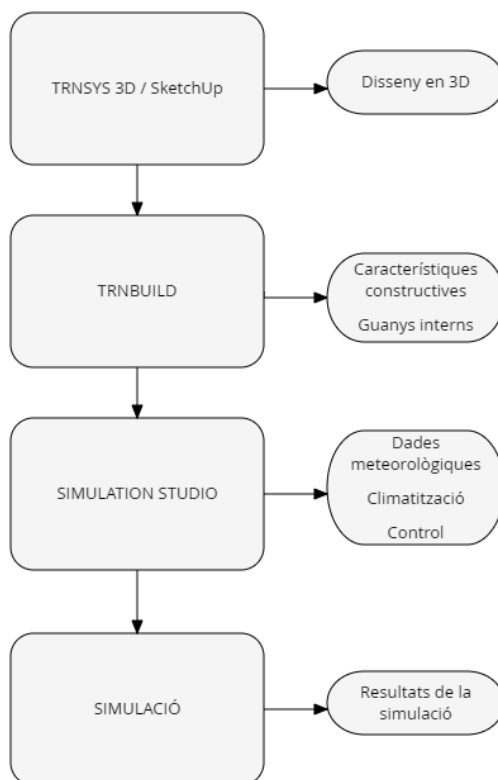 TRNSYS 3D / SketchUp
Disseny en 3D
TRNBUILD
Característiques
constructives
Guanys interns
SIMULATION STUDIO
Dades
meteorològiques
Climatització
Control
SIMULACIÓ
Resultats de la
simulació